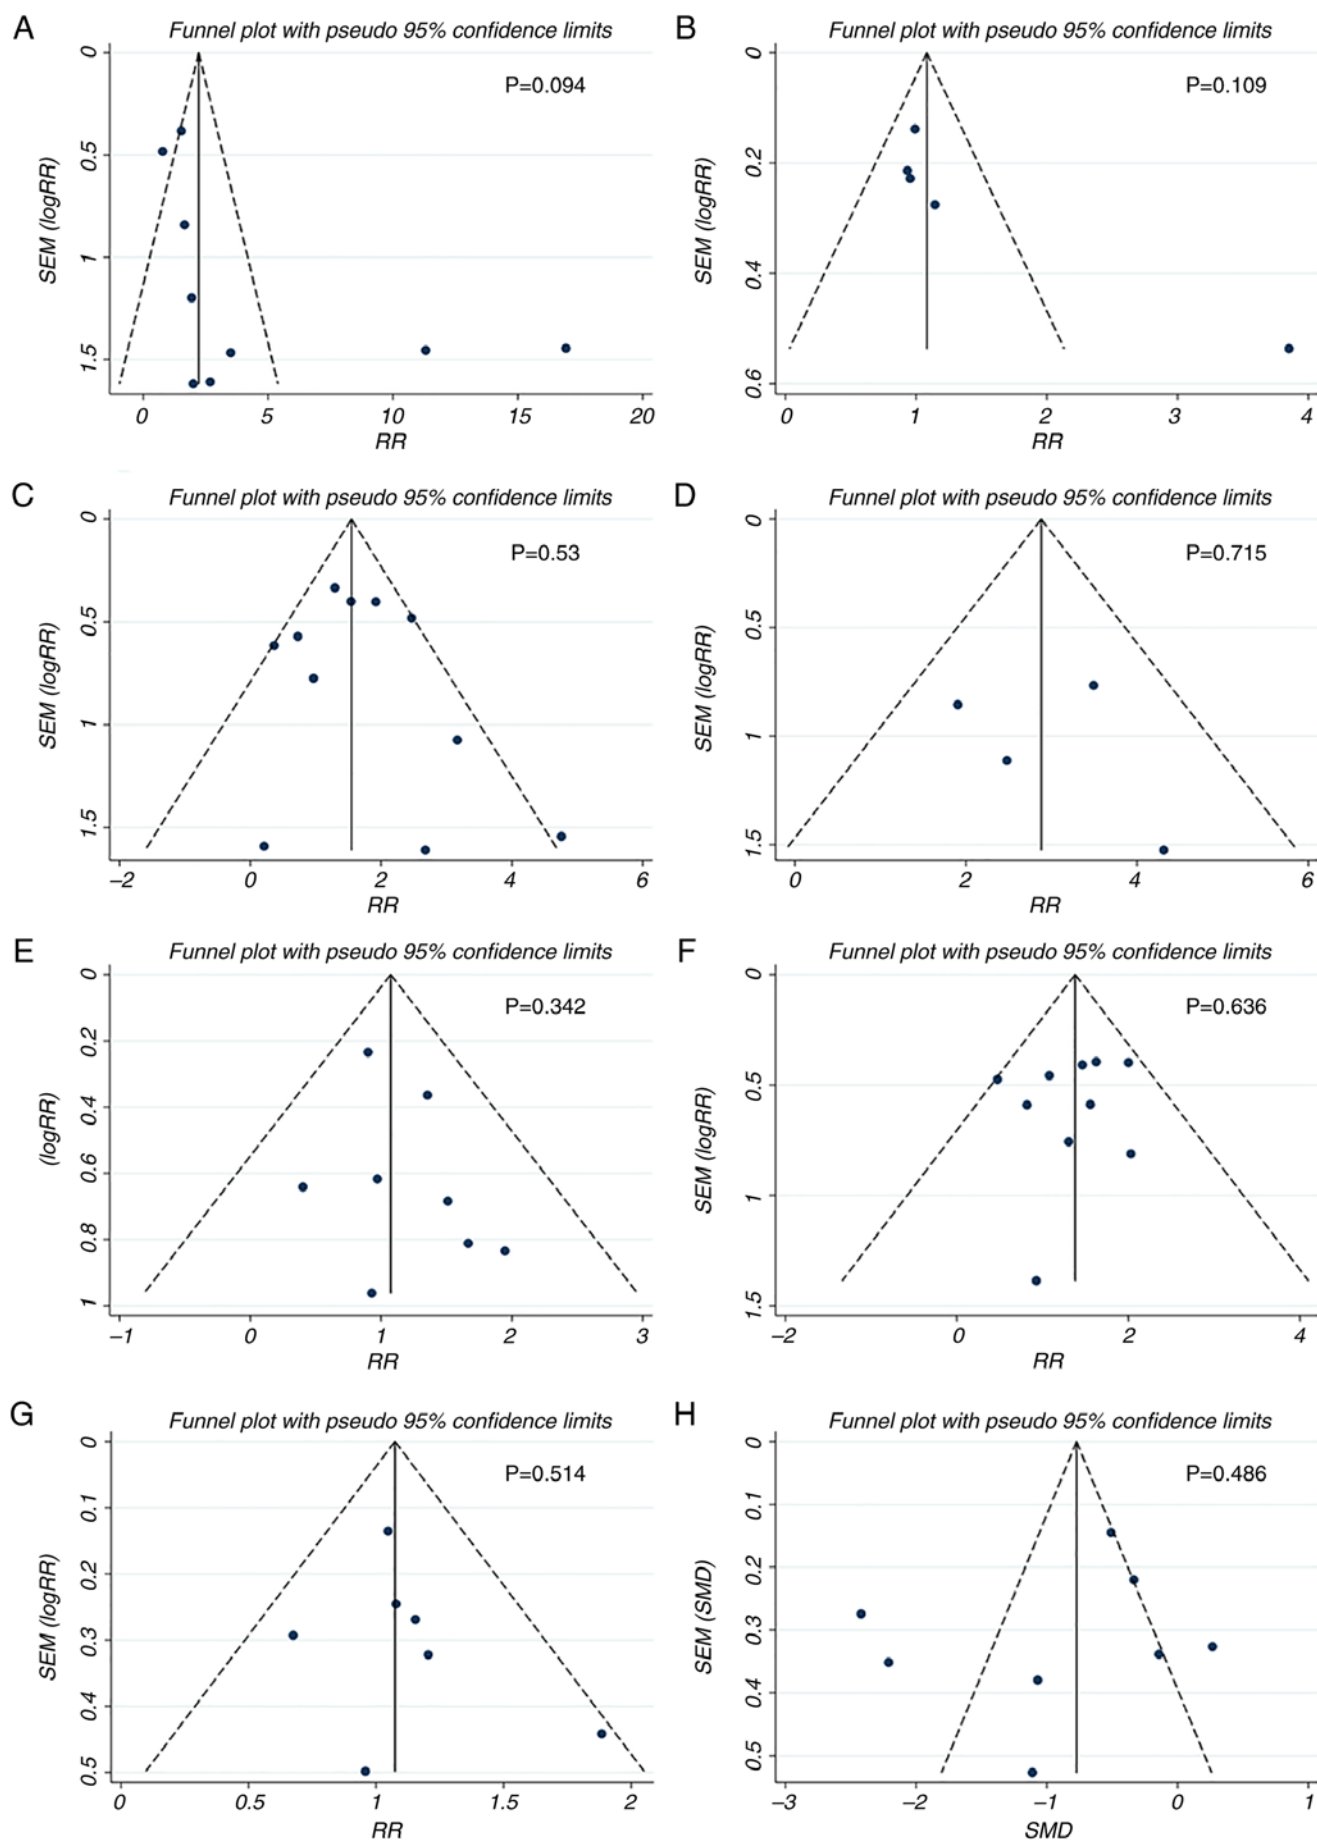 A
Funnel plot with pseudo 95% confidence limits
P=0.094
SEM (logRR)
0
0.5
1
1.5
0 5 10 15 20
RR
B
Funnel plot with pseudo 95% confidence limits
P=0.109
SEM (logRR)
0
0.2
0.4
0.6
0 1 2 3 4
RR
C
Funnel plot with pseudo 95% confidence limits
P=0.53
SEM (logRR)
0
0.5
1
1.5
–2 0 2 4 6
RR
D
Funnel plot with pseudo 95% confidence limits
P=0.715
SEM (logRR)
0
0.5
1
1.5
0 2 4 6
RR
E
Funnel plot with pseudo 95% confidence limits
P=0.342
(logRR)
0
0.2
0.4
0.6
0.8
1
–1 0 1 2 3
RR
F
Funnel plot with pseudo 95% confidence limits
P=0.636
SEM (logRR)
0
0.5
1
1.5
–2 0 2 4
RR
G
Funnel plot with pseudo 95% confidence limits
P=0.514
SEM (logRR)
0
0.1
0.2
0.3
0.4
0.5
0 0.5 1 1.5 2
RR
H
Funnel plot with pseudo 95% confidence limits
P=0.486
SEM (SMD)
0
0.1
0.2
0.3
0.4
0.5
–3 –2 –1 0 1
SMD